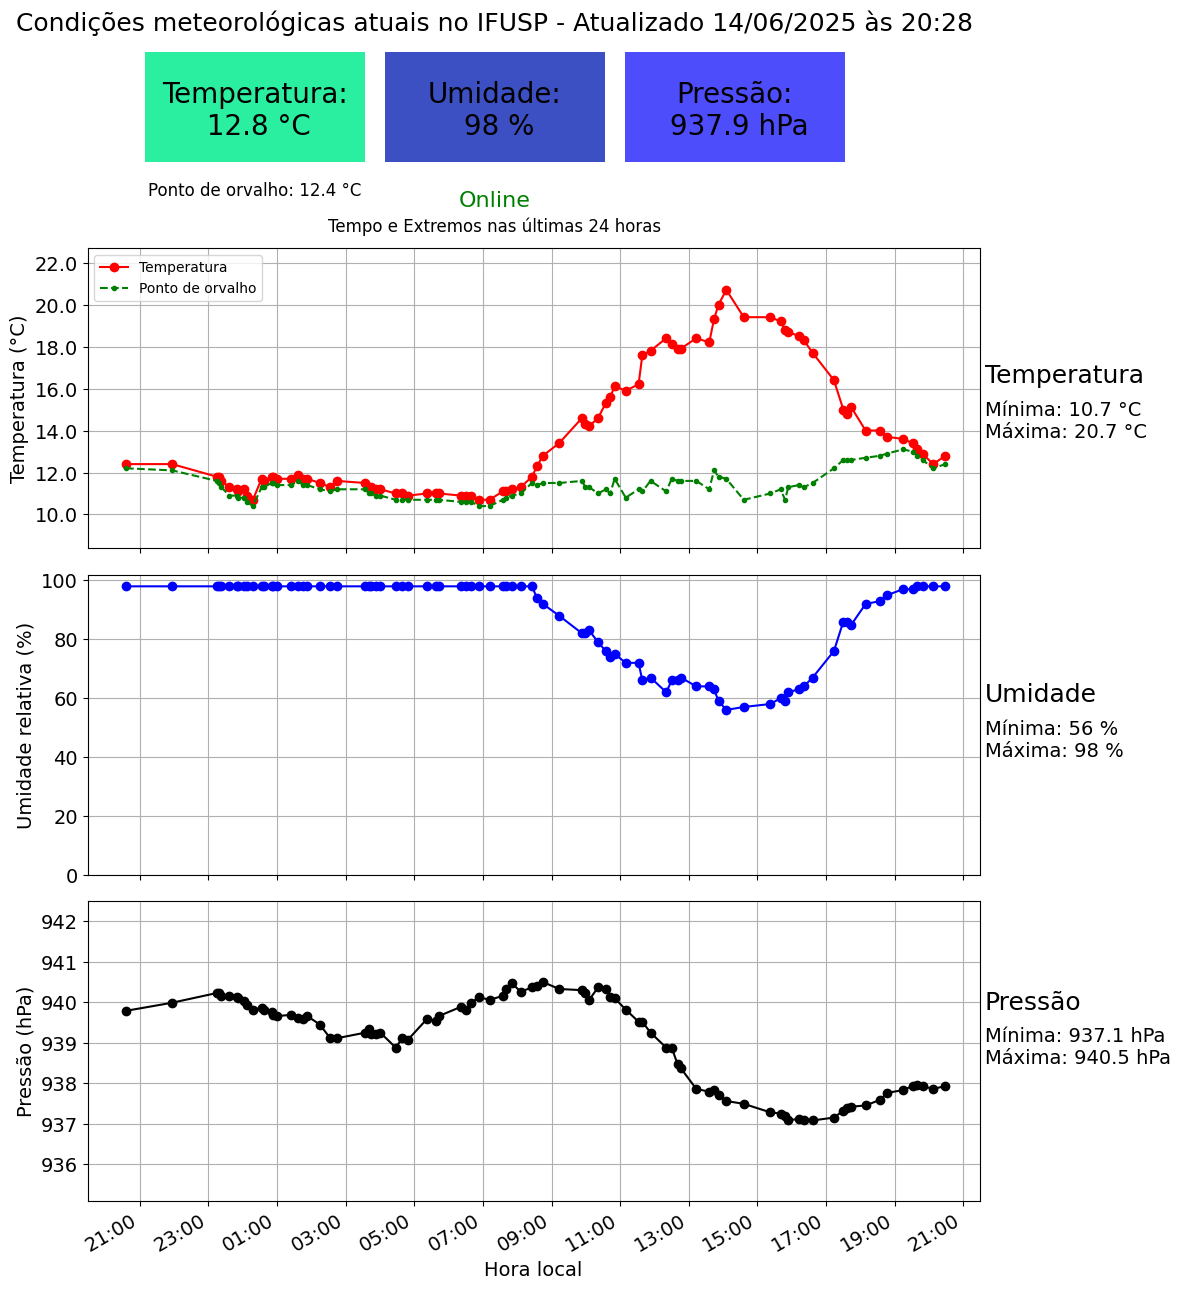 Condições meteorológicas atuais no IFUSP - Atualizado 14/06/2025 às 20:28
Temperatura:
12.8 °C
Umidade:
98 %
Pressão:
937.9 hPa
Ponto de orvalho: 12.4 °C
Online
Tempo e Extremos nas últimas 24 horas
Temperatura (°C)
22.0
20.0
18.0
16.0
14.0
12.0
10.0
Temperatura
Ponto de orvalho
Temperatura
Mínima: 10.7 °C
Máxima: 20.7 °C
Umidade relativa (%)
100
80
60
40
20
0
Umidade
Mínima: 56 %
Máxima: 98 %
Pressão (hPa)
942
941
940
939
938
937
936
Pressão
Mínima: 937.1 hPa
Máxima: 940.5 hPa
21:00 23:00 01:00 03:00 05:00 07:00 09:00 11:00 13:00 15:00 17:00 19:00 21:00
Hora local